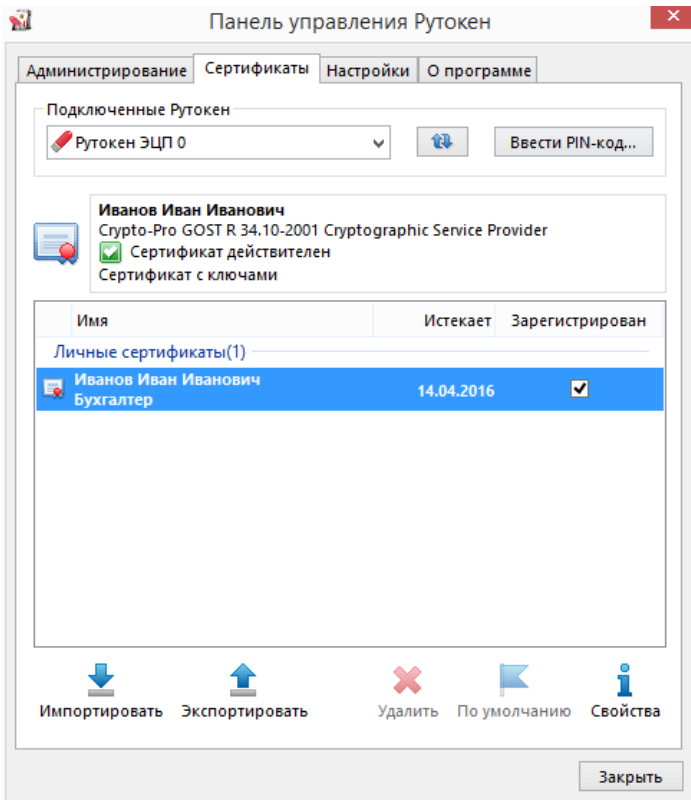 Панель управления Рутокен
Администрирование Сертификаты Настройки О программе
Подключенные Рутокен
Рутокен ЭЦП 0 Ввести PIN-код...
Иванов Иван Иванович
Crypto-Pro GOST R 34.10-2001 Cryptographic Service Provider
Сертификат действителен
Сертификат с ключами
Имя Истекает Зарегистрирован
Личные сертификаты(1)
Иванов Иван Иванович
Бухгалтер 14.04.2016
Импортировать Экспортировать Удалить По умолчанию Свойства
Закрыть